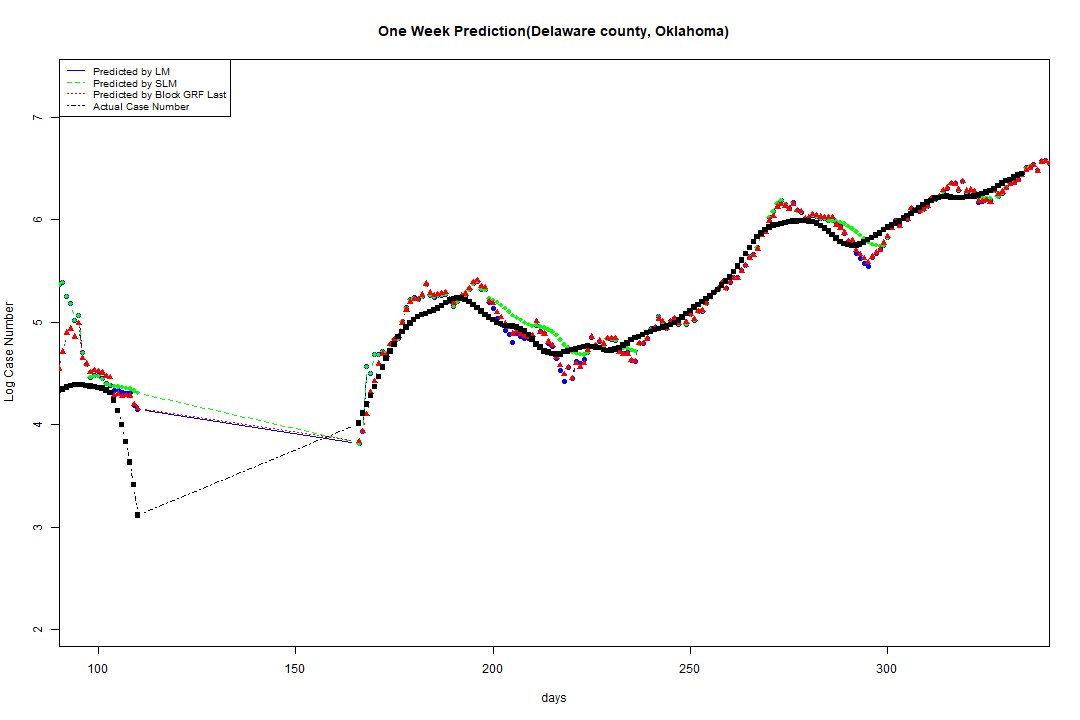 One Week Prediction(Delaware county, Oklahoma)
Predicted by LM
Predicted by SLM
Predicted by Block GRF Last
Actual Case Number
7
6
5
4
3
2
Log Case Number
100 150 200 250 300
days